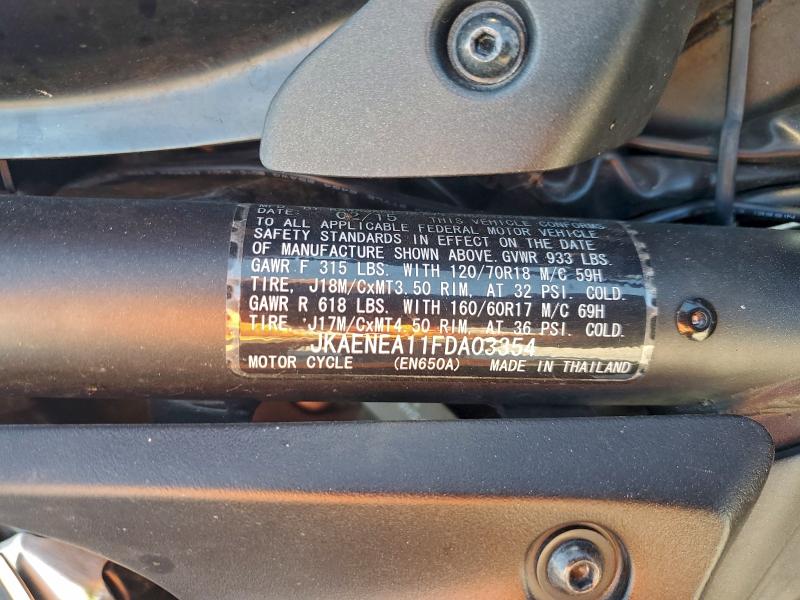 DATE: 02/15 THIS VEHICLE CONFORMS
TO ALL APPLICABLE FEDERAL MOTOR VEHICLE
SAFETY STANDARDS IN EFFECT ON THE DATE
OF MANUFACTURE SHOWN ABOVE. GVWR 933 LBS.
GAWR F 315 LBS. WITH 120/70R18 M/C 59H
TIRE, J18M/CxMT3.50 RIM, AT 32 PSI. COLD.
GAWR R 618 LBS. WITH 160/60R17 M/C 69H
TIRE, J17M/CxMT4.50 RIM, AT 36 PSI. COLD.
JKAENEA11FDA03354
MOTOR CYCLE (EN650A) MADE IN THAILAND